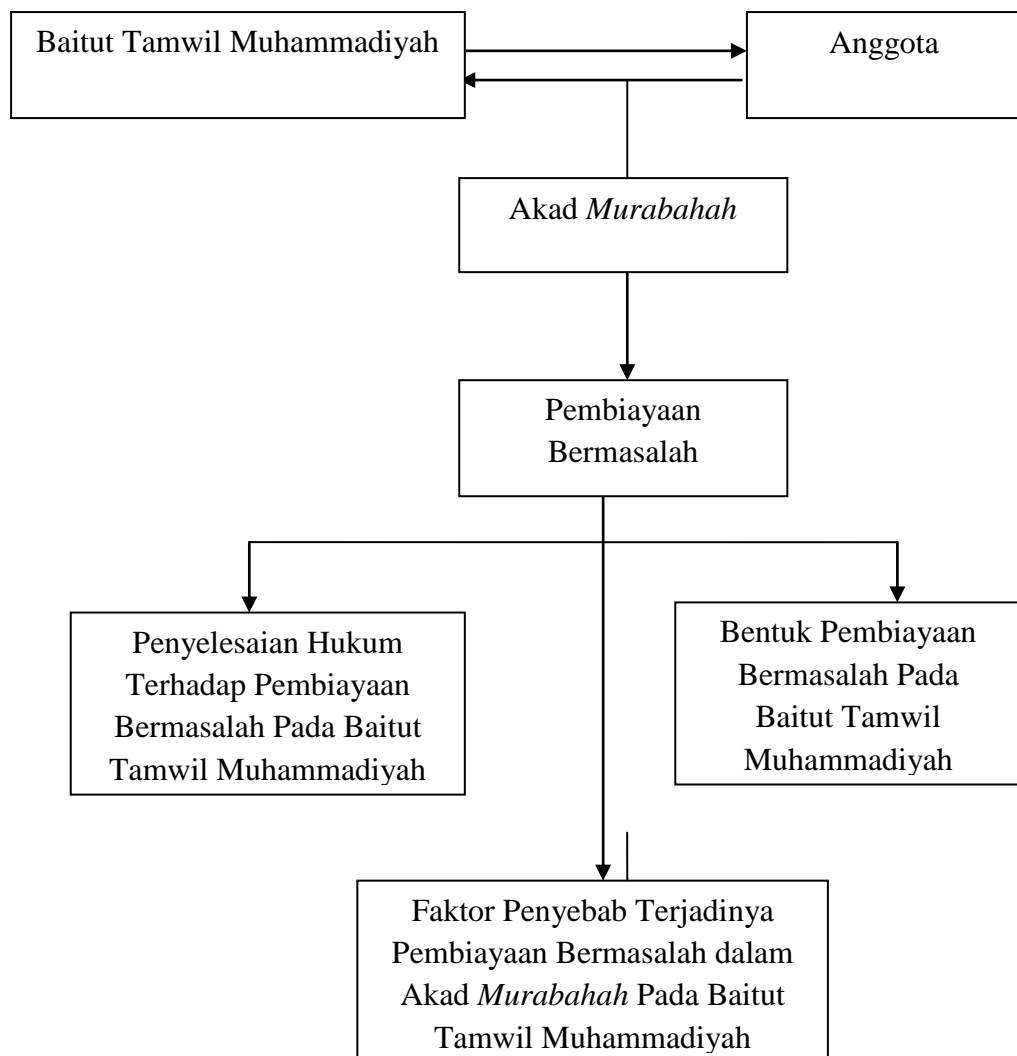 Baitut Tamwil Muhammadiyah
Anggota
Akad Murabahah
Pembiayaan
Bermasalah
Penyelesaian Hukum
Terhadap Pembiayaan
Bermasalah Pada Baitut
Tamwil Muhammadiyah
Bentuk Pembiayaan
Bermasalah Pada
Baitut Tamwil
Muhammadiyah
Faktor Penyebab Terjadinya
Pembiayaan Bermasalah dalam
Akad Murabahah Pada Baitut
Tamwil Muhammadiyah